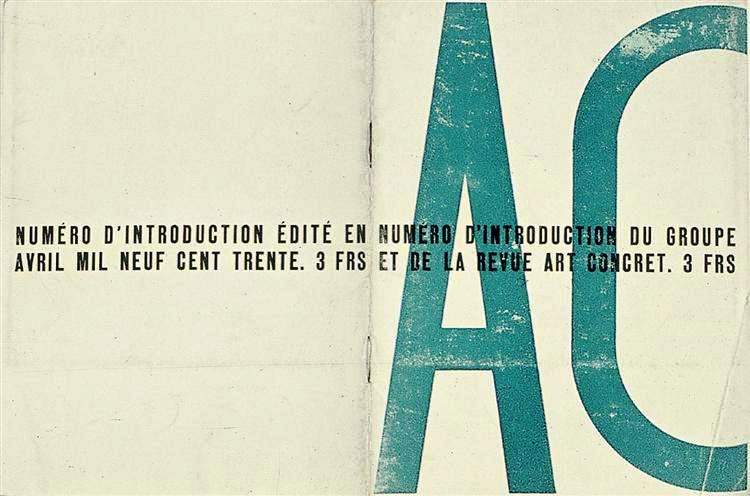 AC
NUMÉRO D'INTRODUCTION ÉDITÉ EN NUMÉRO D'INTRODUCTION DU GROUPE
AVRIL MIL NEUF CENT TRENTE. 3 FRS ET DE LA REVUE ART CONCRET. 3 FRS